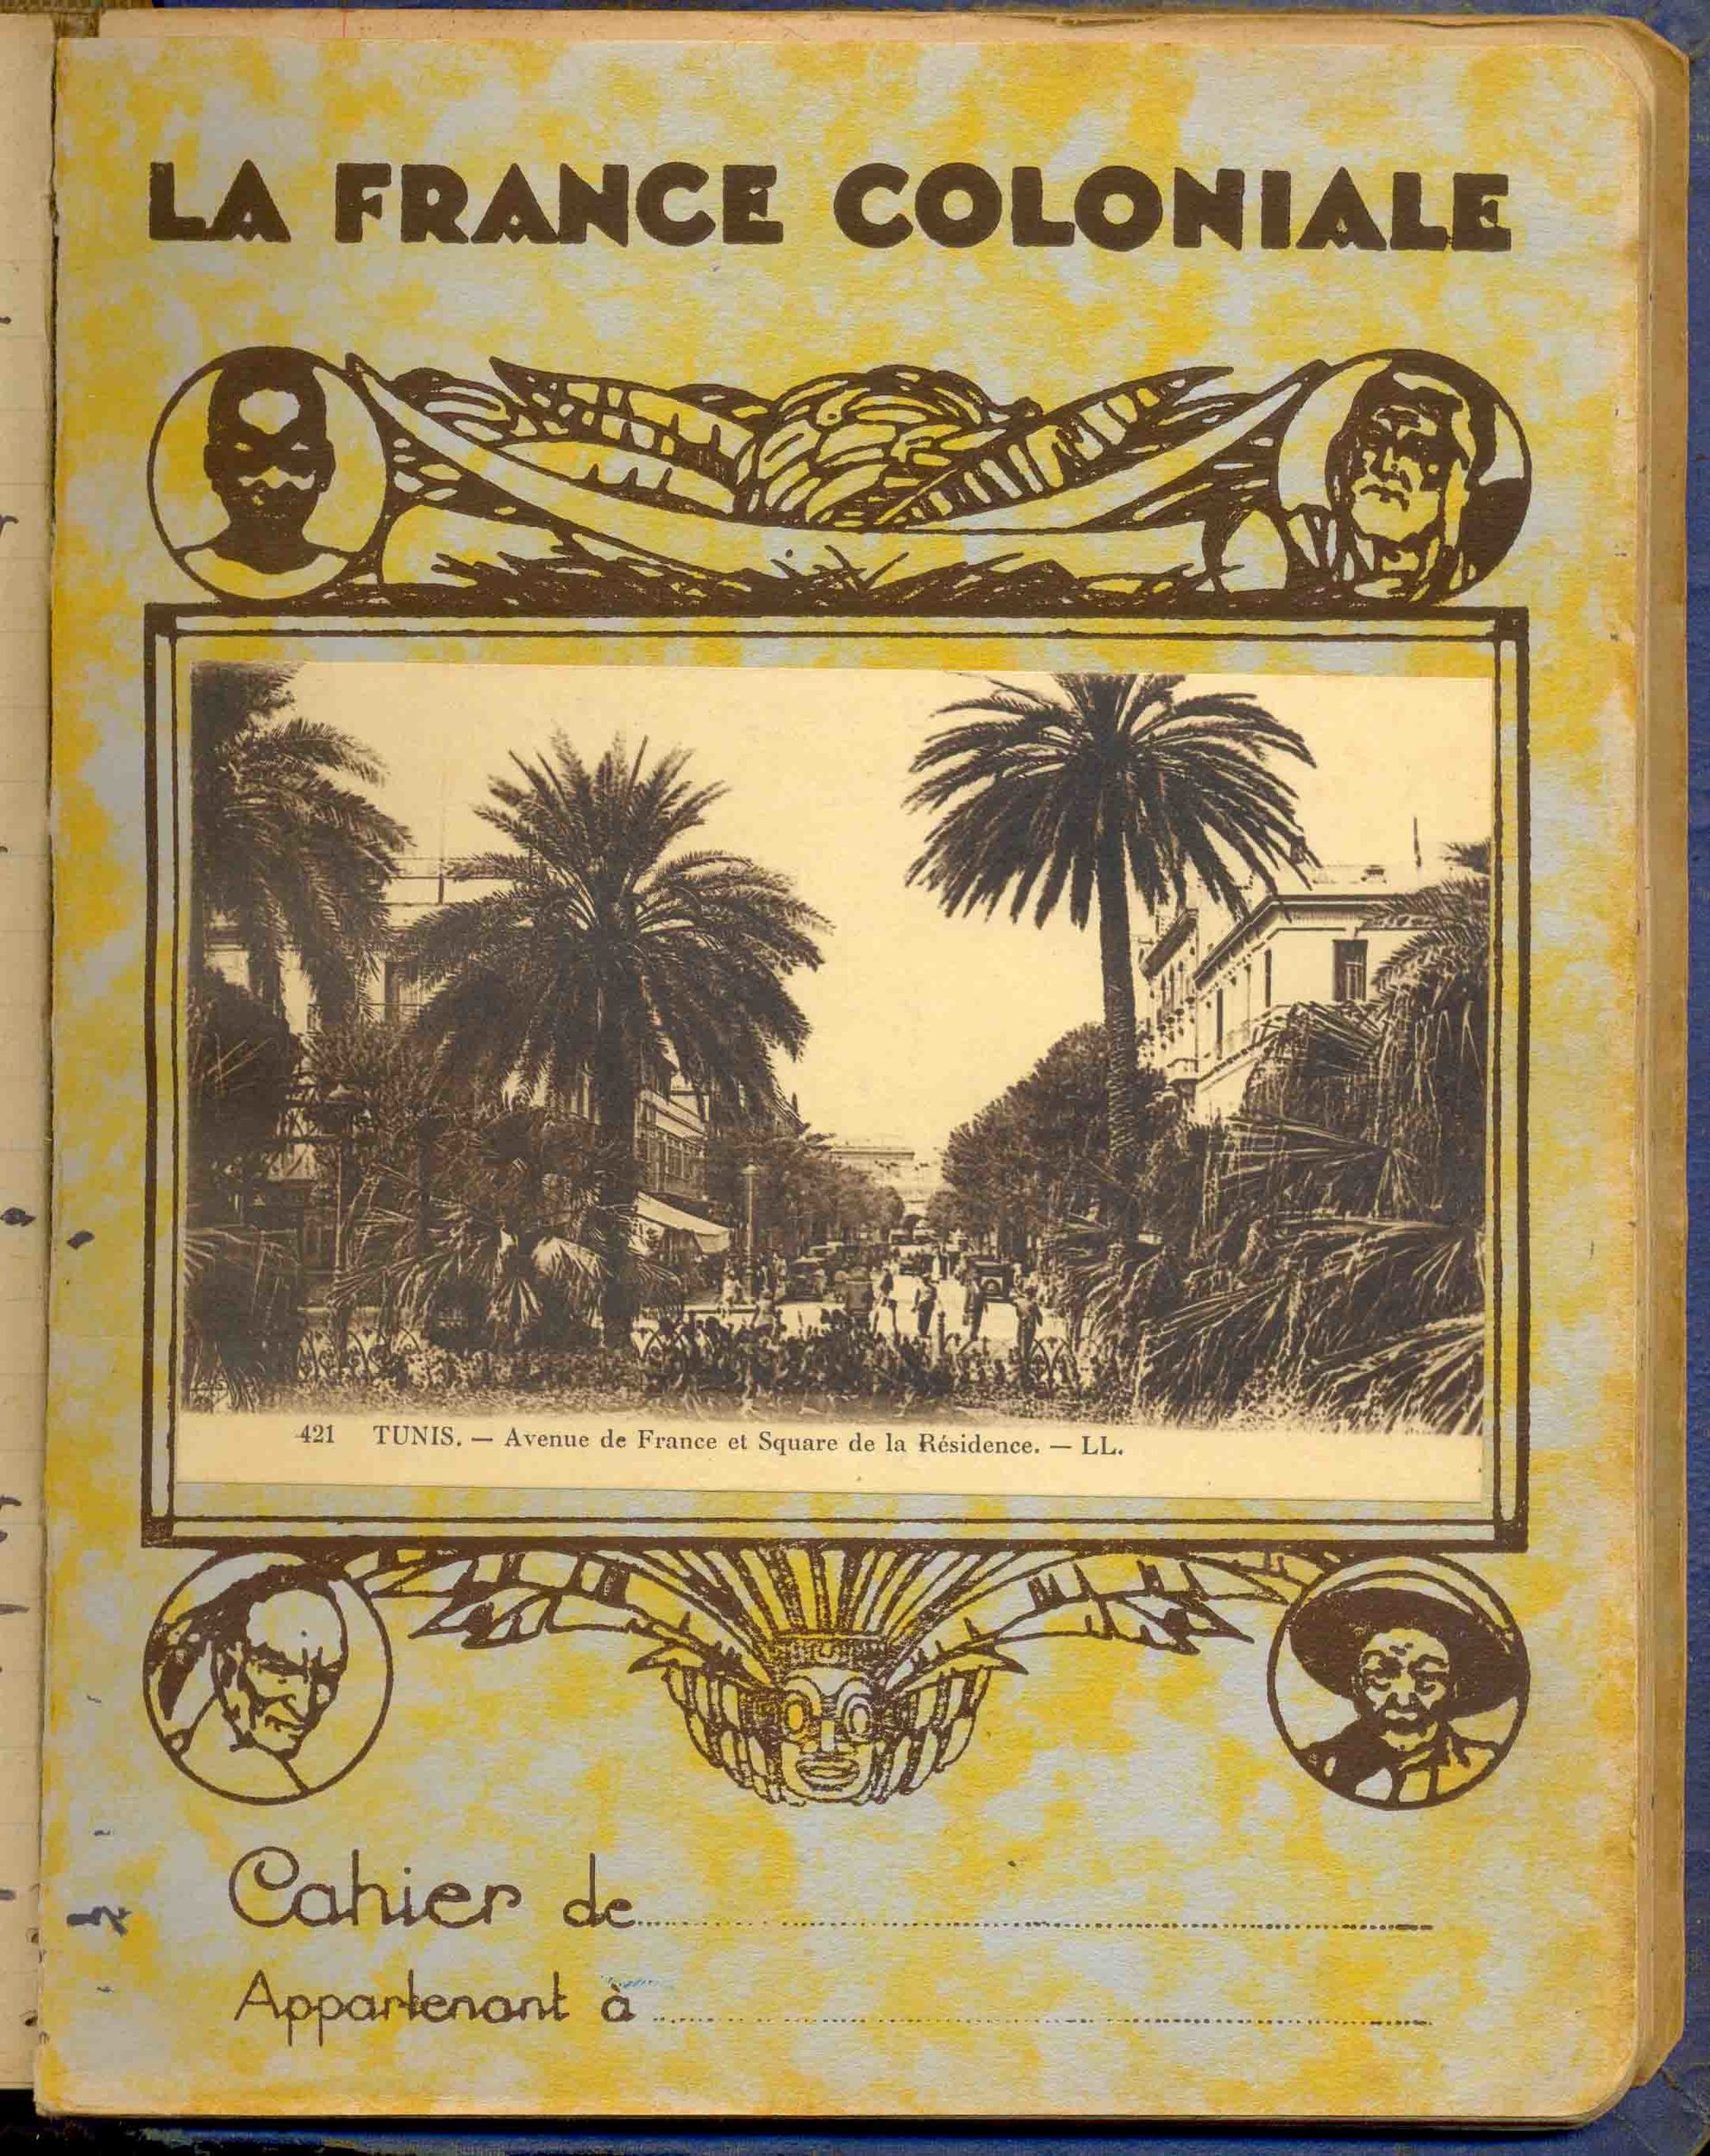 LA FRANCE COLONIALE
421 TUNIS. — Avenue de France et Square de la Résidence. — LL.
Cahier de
Appartenant à